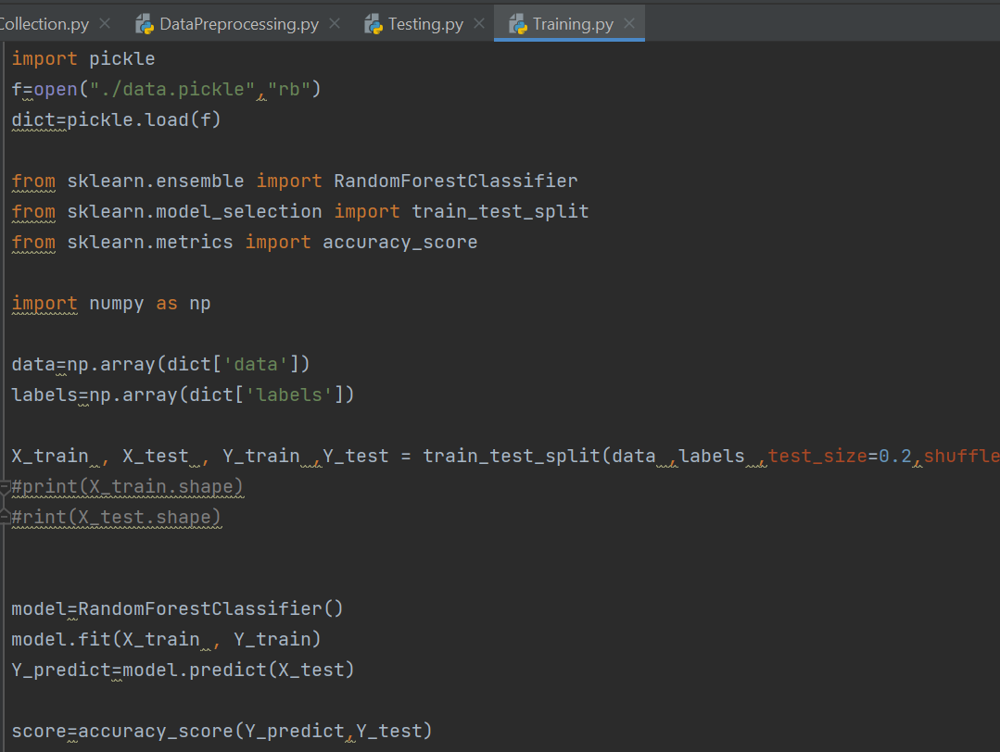 Collection.py DataPreprocessing.py Testing.py Training.py
import pickle
f=open("./data.pickle","rb")
dict=pickle.load(f)
from sklearn.ensemble import RandomForestClassifier
from sklearn.model_selection import train_test_split
from sklearn.metrics import accuracy_score
import numpy as np
data=np.array(dict['data'])
labels=np.array(dict['labels'])
X_train , X_test , Y_train ,Y_test = train_test_split(data ,labels ,test_size=0.2,shuffle
#print(X_train.shape)
#rint(X_test.shape)
model=RandomForestClassifier()
model.fit(X_train , Y_train)
Y_predict=model.predict(X_test)
score=accuracy_score(Y_predict,Y_test)